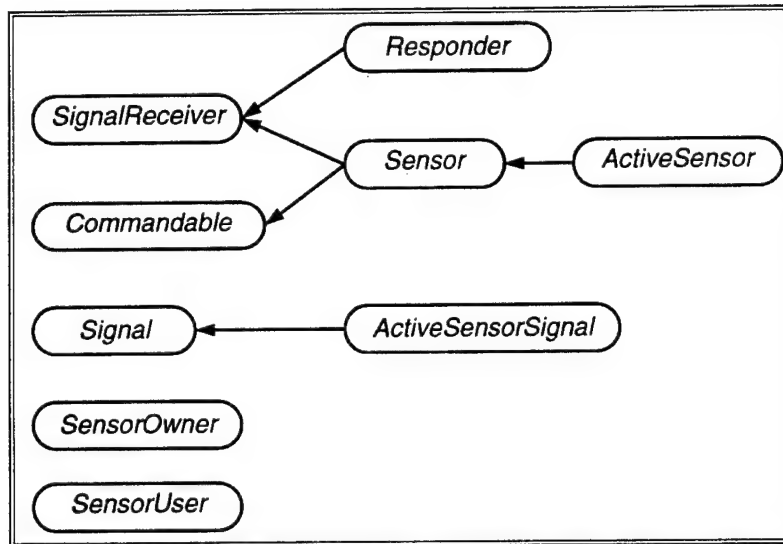 Responder
SignalReceiver
Sensor
ActiveSensor
Commandable
Signal
ActiveSensorSignal
SensorOwner
SensorUser